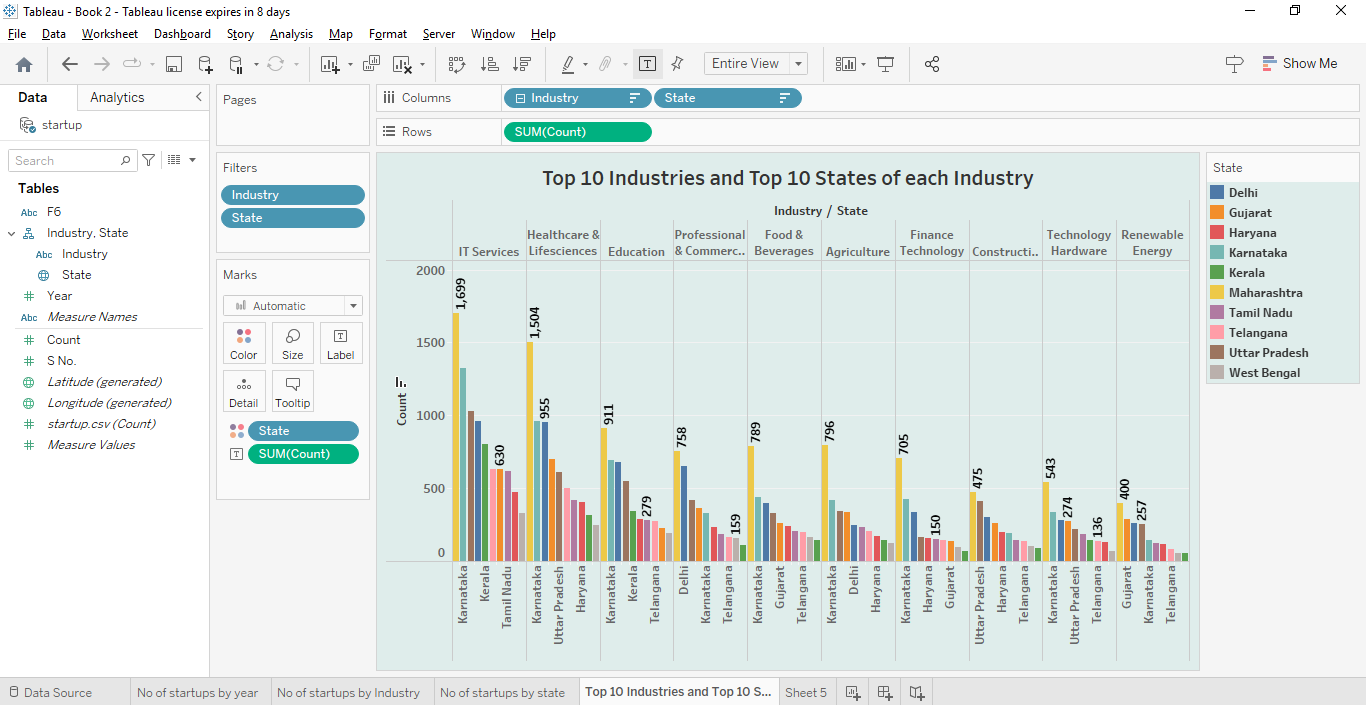 Tableau - Book 2 - Tableau license expires in 8 days
File Data Worksheet Dashboard Story Analysis Map Format Server Window Help
Entire View
Show Me
Data Analytics
startup
Search
Tables
Abc F6
Industry, State
Abc Industry
State
Year
Abc Measure Names
Count
S No.
Latitude (generated)
Longitude (generated)
startup.csv (Count)
Measure Values
Pages
Filters
Industry
State
Marks
Automatic
Color Size Label
Detail Tooltip
State
SUM(Count)
Columns Industry State
Rows SUM(Count)
Top 10 Industries and Top 10 States of each Industry
Industry / State
IT Services
Healthcare &
Lifesciences
Education
Professional
& Commerc..
Food &
Beverages
Agriculture
Finance
Technology
Constructi..
Technology
Hardware
Renewable
Energy
Count
2000
1500
1000
500
0
1,699
630
1,504
955
911
279
758
159
789
796
705
150
475
543
274
136
400
257
Karnataka
Kerala
Tamil Nadu
Karnataka
Uttar Pradesh
Haryana
Karnataka
Kerala
Telangana
Delhi
Karnataka
Telangana
Karnataka
Gujarat
Telangana
Karnataka
Delhi
Haryana
Karnataka
Haryana
Gujarat
Uttar Pradesh
Haryana
Telangana
Karnataka
Uttar Pradesh
Telangana
Gujarat
Karnataka
Telangana
State
Delhi
Gujarat
Haryana
Karnataka
Kerala
Maharashtra
Tamil Nadu
Telangana
Uttar Pradesh
West Bengal
Data Source
No of startups by year
No of startups by Industry
No of startups by state
Top 10 Industries and Top 10 S...
Sheet 5